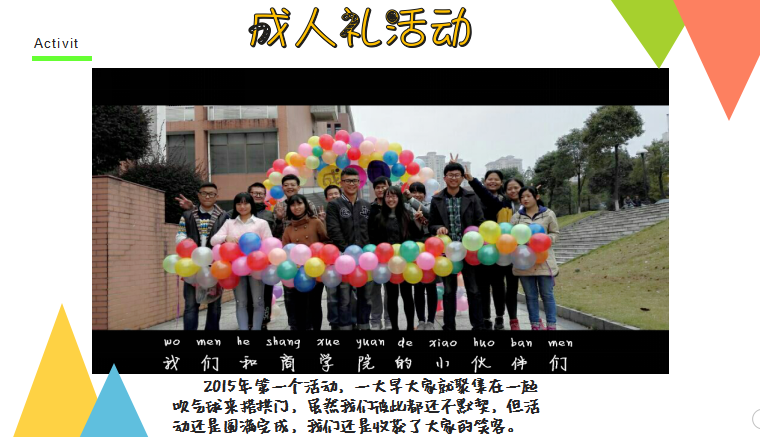 成人礼活动
Activit
wo men he shang xue yuan de xiao huo ban men
我们和商学院的小伙伴们
2015年第一个活动，一大早大家就聚集在一起
吹气球来搭拱门，虽然我们彼此都还不默契，但活
动还是圆满完成，我们还是收获了大家的笑容。